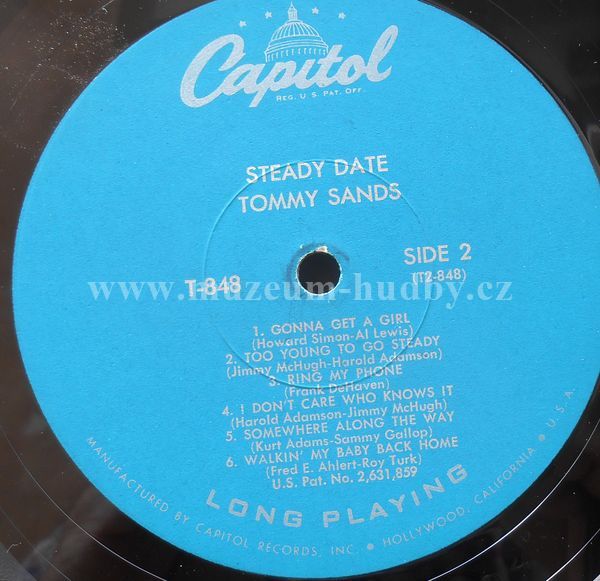 Capitol
REG. U.S. PAT. OFF.
STEADY DATE
TOMMY SANDS
T-848
SIDE 2
(T2-848)
www.muzeum-hudby.cz
1. GONNA GET A GIRL
(Howard Simon-Al Lewis)
2. TOO YOUNG TO GO STEADY
(Jimmy McHugh-Harold Adamson)
3. RING MY PHONE
(Frank DeHaven)
4. I DON'T CARE WHO KNOWS IT
(Harold Adamson-Jimmy McHugh)
5. SOMEWHERE ALONG THE WAY
(Kurt Adams-Sammy Gallop)
6. WALKIN' MY BABY BACK HOME
(Fred E. Ahlert-Roy Turk)
U.S. Pat. No. 2,631,859
LONG PLAYING
MANUFACTURED BY CAPITOL RECORDS, INC. • HOLLYWOOD, CALIFORNIA • U.S.A.